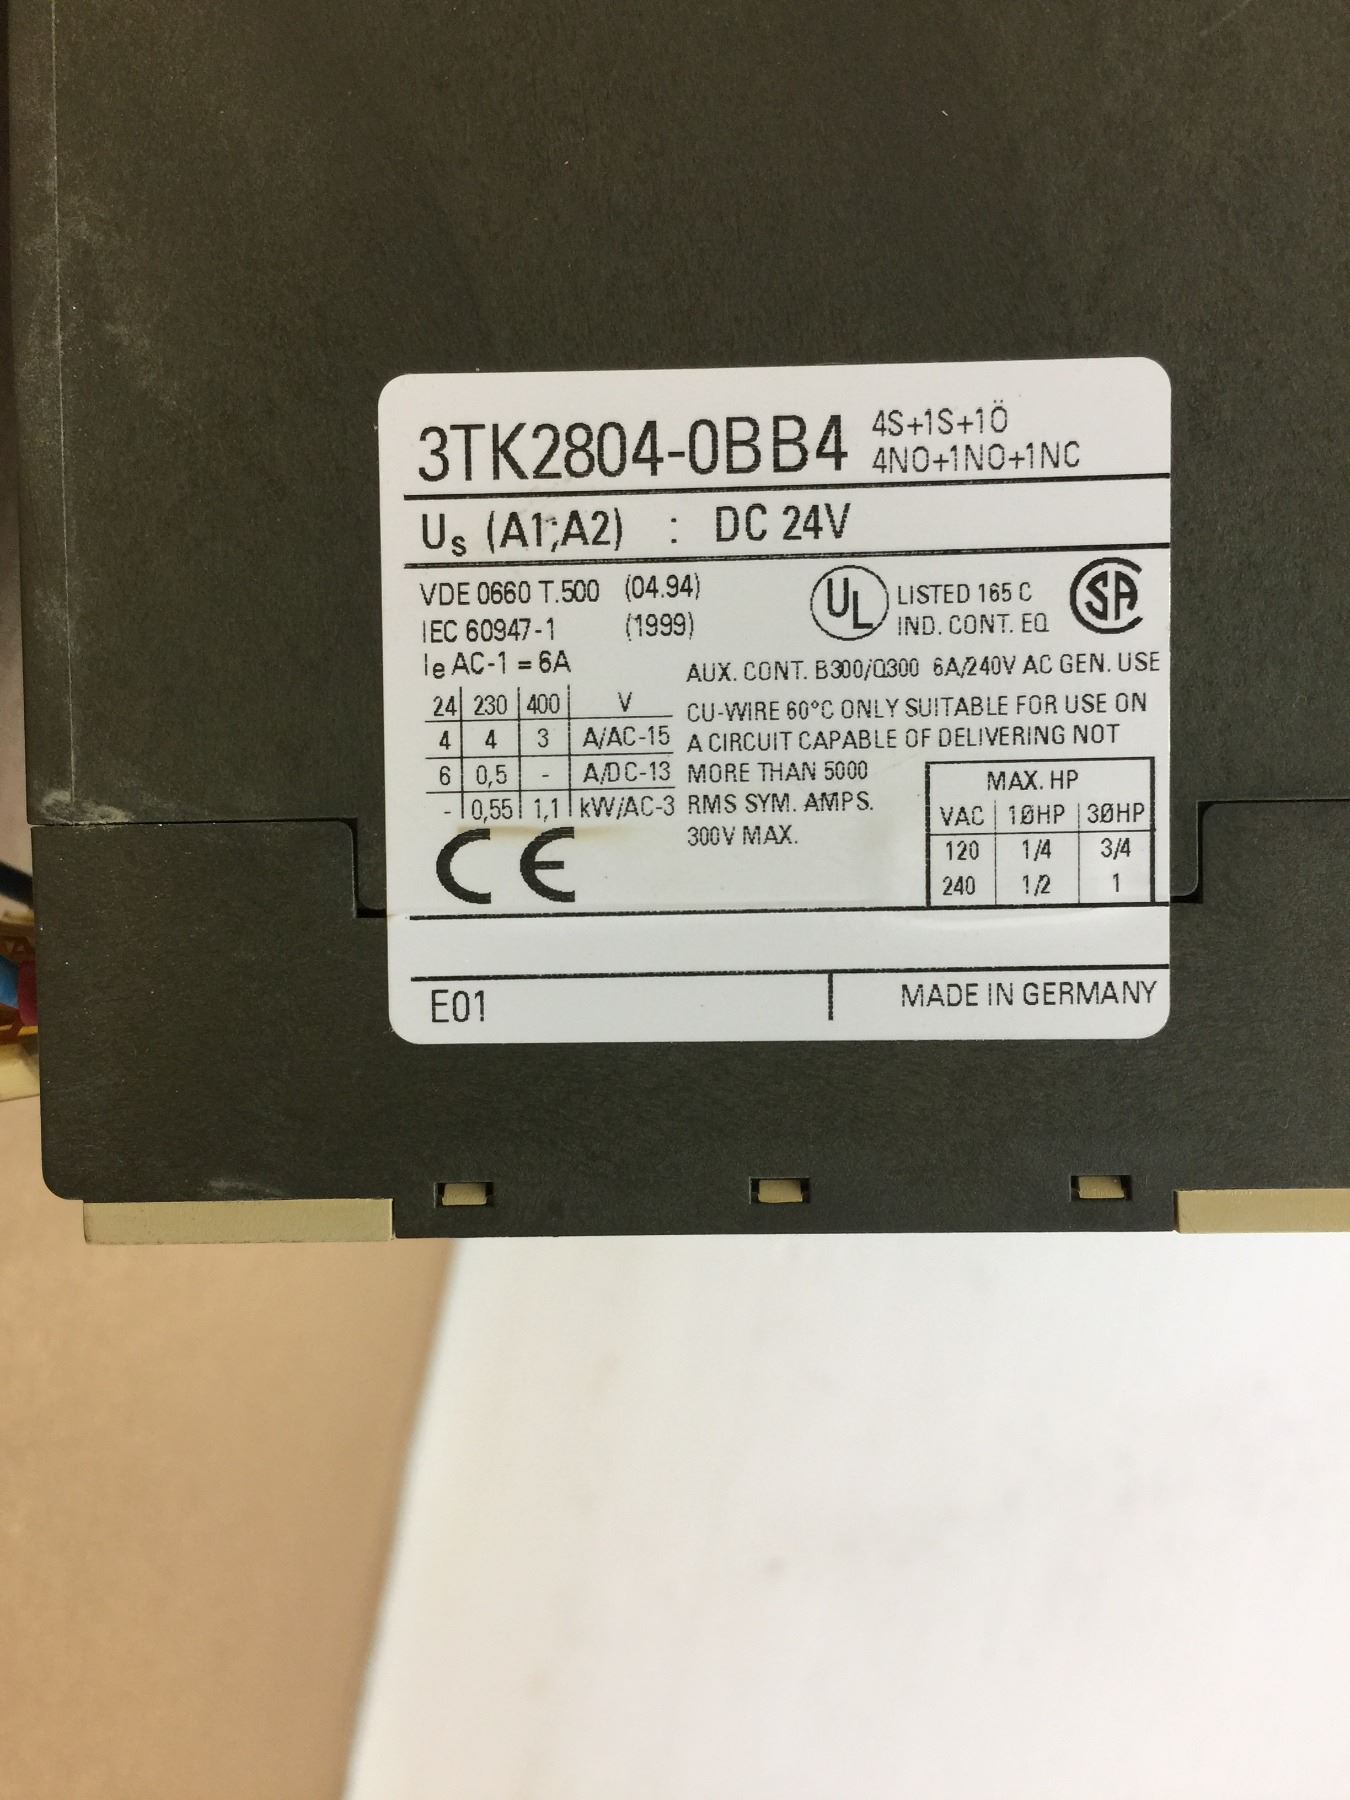 3TK2804-0BB4 4S+1S+1Ö
4NO+1NO+1NC
Us (A1;A2) : DC 24V
VDE 0660 T.500 (04.94)
IEC 60947-1 (1999)
Ie AC-1 = 6A
UL LISTED 165 C
IND. CONT. EQ
SA
AUX. CONT. B300/Q300 6A/240V AC GEN. USE
24 230 400 V
4 4 3 A/AC-15
6 0,5 - A/DC-13
- 0,55 1,1 kW/AC-3
CU-WIRE 60°C ONLY SUITABLE FOR USE ON
A CIRCUIT CAPABLE OF DELIVERING NOT
MORE THAN 5000
RMS SYM. AMPS.
300V MAX.
MAX. HP
VAC 1ØHP 3ØHP
120 1/4 3/4
240 1/2 1
CE
E01 MADE IN GERMANY